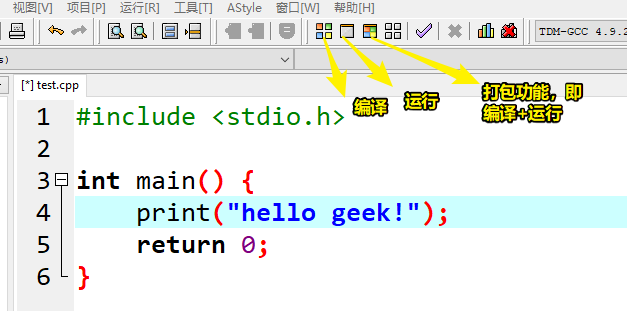 视图[V] 项目[P] 运行[R] 工具[T] AStyle 窗口[W] 帮助[H]
TDM-GCC 4.9.2
s)
[*] test.cpp
编译
运行
打包功能，即
编译+运行
1 #include <stdio.h>
2
3 int main() {
4 print("hello geek!");
5 return 0;
6 }